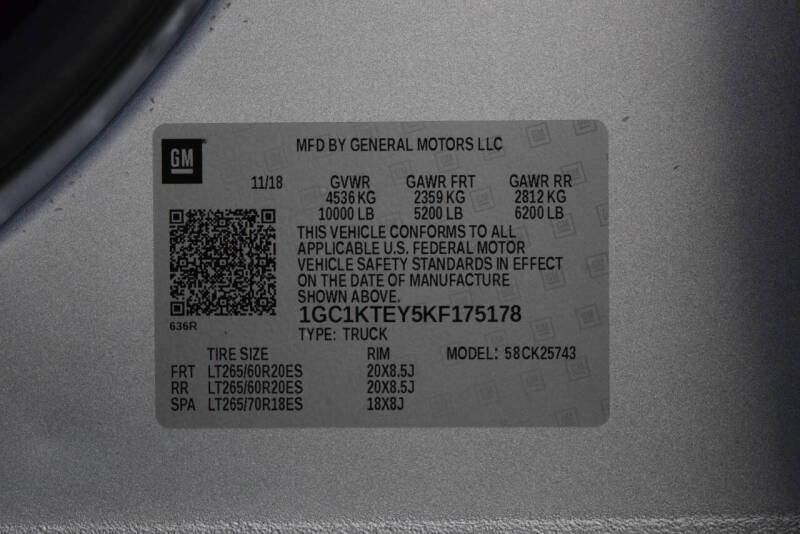 GM
MFD BY GENERAL MOTORS LLC
11/18 GVWR GAWR FRT GAWR RR
4536 KG 2359 KG 2812 KG
10000 LB 5200 LB 6200 LB
THIS VEHICLE CONFORMS TO ALL
APPLICABLE U.S. FEDERAL MOTOR
VEHICLE SAFETY STANDARDS IN EFFECT
ON THE DATE OF MANUFACTURE
SHOWN ABOVE.
1GC1KTEY5KF175178
636R
TYPE: TRUCK
TIRE SIZE RIM MODEL: 58CK25743
FRT LT265/60R20ES 20X8.5J
RR LT265/60R20ES 20X8.5J
SPA LT265/70R18ES 18X8J